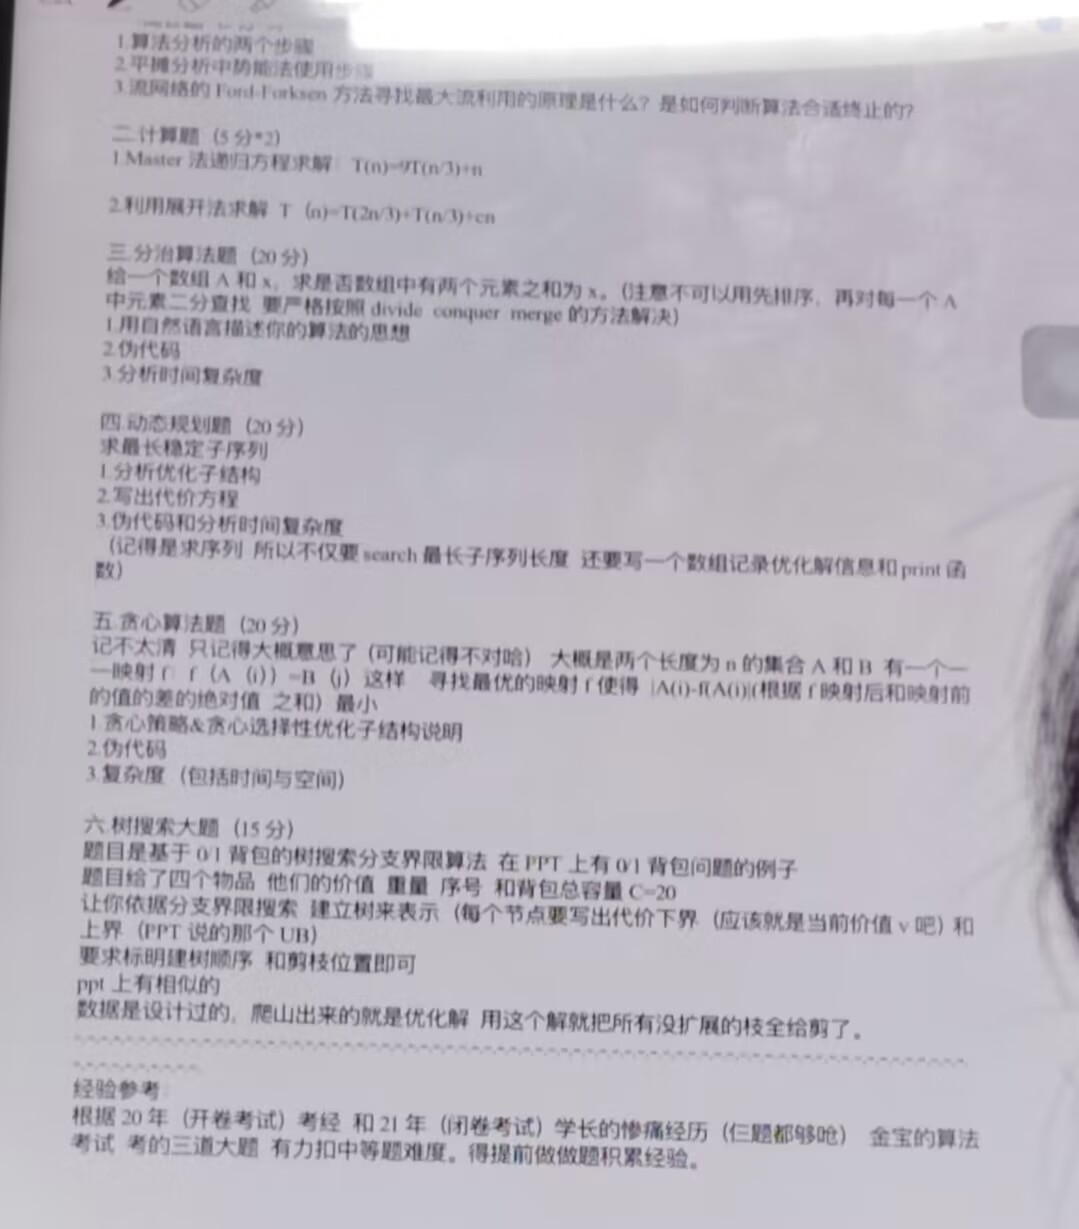 1.算法分析的两个步骤
2.平摊分析中势能法使用步骤
3.流网络的 Ford-Forksen 方法寻找最大流利用的原理是什么？是如何判断算法合适终止的？
二.计算题（5 分*2）
1.Master 法递归方程求解 T(n)=9T(n/3)+n
2.利用展开法求解 T（n)=T(2n/3)+T(n/3)+cn
三.分治算法题（20 分）
给一个数组 A 和 x，求是否数组中有两个元素之和为 x。（注意不可以用先排序，再对每一个 A
中元素二分查找 要严格按照 divide conquer merge 的方法解决）
1.用自然语言描述你的算法的思想
2.伪代码
3.分析时间复杂度
四.动态规划题（20 分）
求最长稳定子序列
1.分析优化子结构
2.写出代价方程
3.伪代码和分析时间复杂度
（记得是求序列 所以不仅要 search 最长子序列长度 还要写一个数组记录优化解信息和 print 函
数）
五.贪心算法题（20 分）
记不太清 只记得大概意思了（可能记得不对哈） 大概是两个长度为 n 的集合 A 和 B 有一个一
一映射 f f（A（i））=B（j）这样 寻找最优的映射 f 使得 |A(i)-f(A(i)|(根据 f 映射后和映射前
的值的差的绝对值 之和）最小
1.贪心策略&贪心选择性优化子结构说明
2.伪代码
3.复杂度（包括时间与空间）
六.树搜索大题（15 分）
题目是基于 0/1 背包的树搜索分支界限算法 在 PPT 上有 0/1 背包问题的例子
题目给了四个物品 他们的价值 重量 序号 和背包总容量 C=20
让你依据分支界限搜索 建立树来表示（每个节点要写出代价下界（应该就是当前价值 v 吧）和
上界（PPT 说的那个 UB）
要求标明建树顺序 和剪枝位置即可
ppt 上有相似的
数据是设计过的，爬山出来的就是优化解 用这个解就把所有没扩展的枝全给剪了。
经验参考
根据 20 年（开卷考试）考经 和 21 年（闭卷考试）学长的惨痛经历（仨题都够呛） 金宝的算法
考试 考的三道大题 有力扣中等题难度。得提前做做题积累经验。